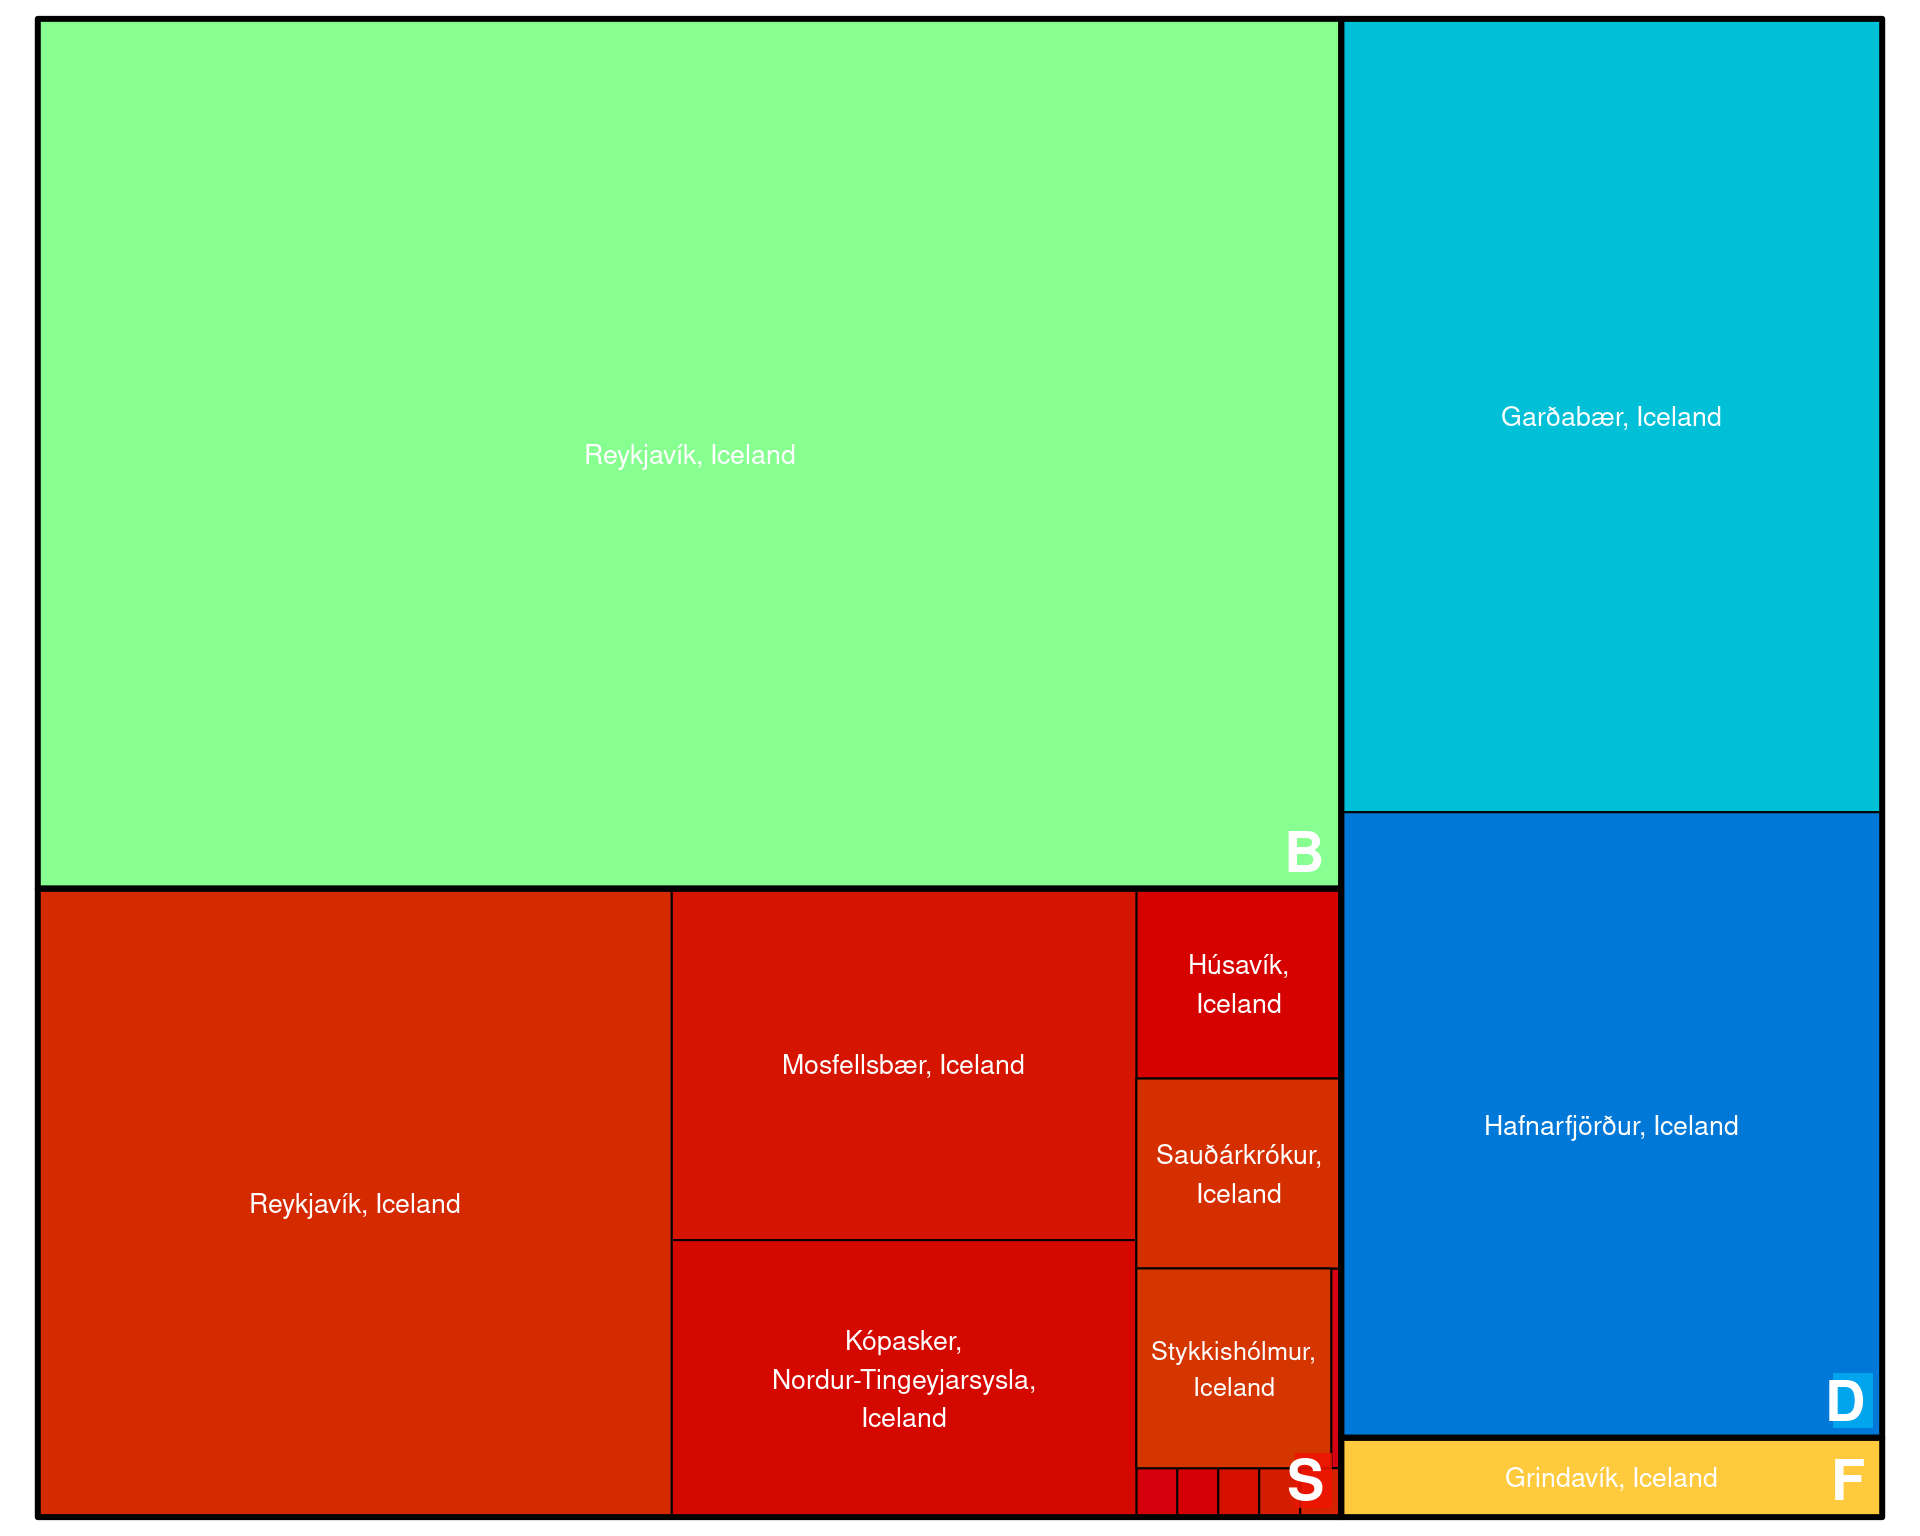 Reykjavík, Iceland
B
Garðabær, Iceland
Hafnarfjörður, Iceland
D
Reykjavík, Iceland
Mosfellsbær, Iceland
Kópasker,
Nordur-Tingeyjarsysla,
Iceland
Húsavík,
Iceland
Sauðárkrókur,
Iceland
Stykkishólmur,
Iceland
S
Grindavík, Iceland
F